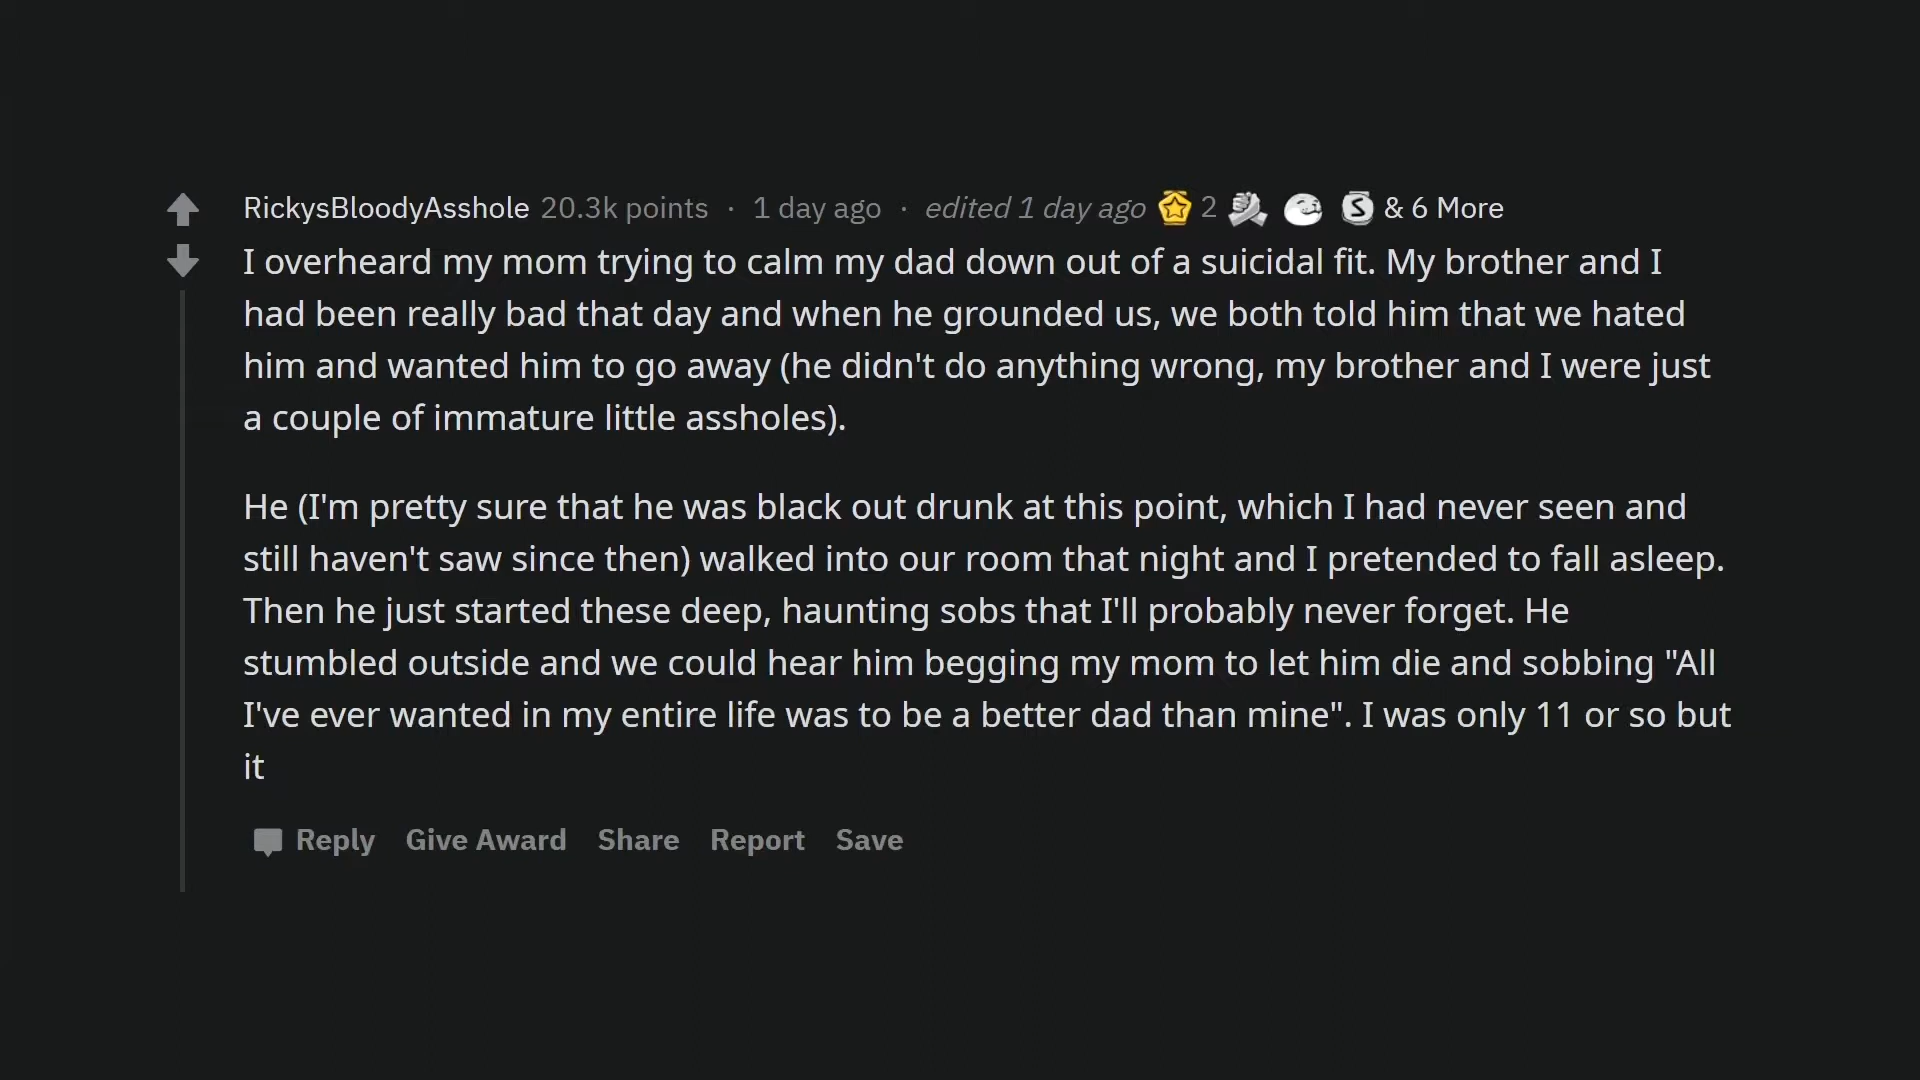 RickysBloodyAsshole 20.3k points · 1 day ago · edited 1 day ago 2 S & 6 More
I overheard my mom trying to calm my dad down out of a suicidal fit. My brother and I
had been really bad that day and when he grounded us, we both told him that we hated
him and wanted him to go away (he didn't do anything wrong, my brother and I were just
a couple of immature little assholes).
He (I'm pretty sure that he was black out drunk at this point, which I had never seen and
still haven't saw since then) walked into our room that night and I pretended to fall asleep.
Then he just started these deep, haunting sobs that I'll probably never forget. He
stumbled outside and we could hear him begging my mom to let him die and sobbing "All
I've ever wanted in my entire life was to be a better dad than mine". I was only 11 or so but
it
Reply Give Award Share Report Save